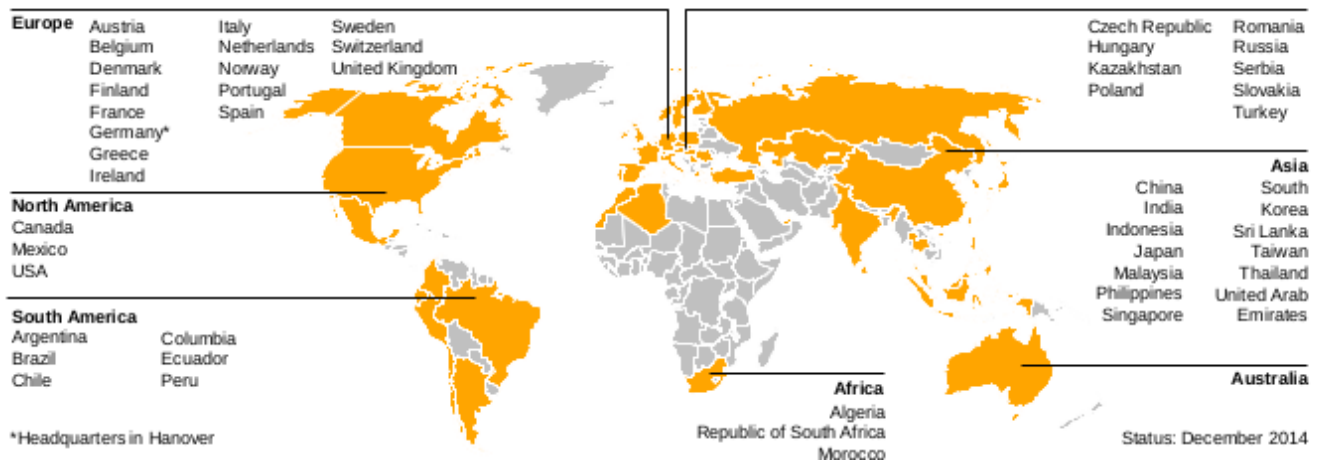 Europe
Austria
Belgium
Denmark
Finland
France
Germany*
Greece
Ireland
Italy
Netherlands
Norway
Portugal
Spain
Sweden
Switzerland
United Kingdom
Czech Republic
Hungary
Kazakhstan
Poland
Romania
Russia
Serbia
Slovakia
Turkey
North America
Canada
Mexico
USA
Asia
China
India
Indonesia
Japan
Malaysia
Philippines
Singapore
South
Korea
Sri Lanka
Taiwan
Thailand
United Arab
Emirates
South America
Argentina
Brazil
Chile
Columbia
Ecuador
Peru
Africa
Algeria
Republic of South Africa
Morocco
Australia
*Headquarters in Hanover
Status: December 2014